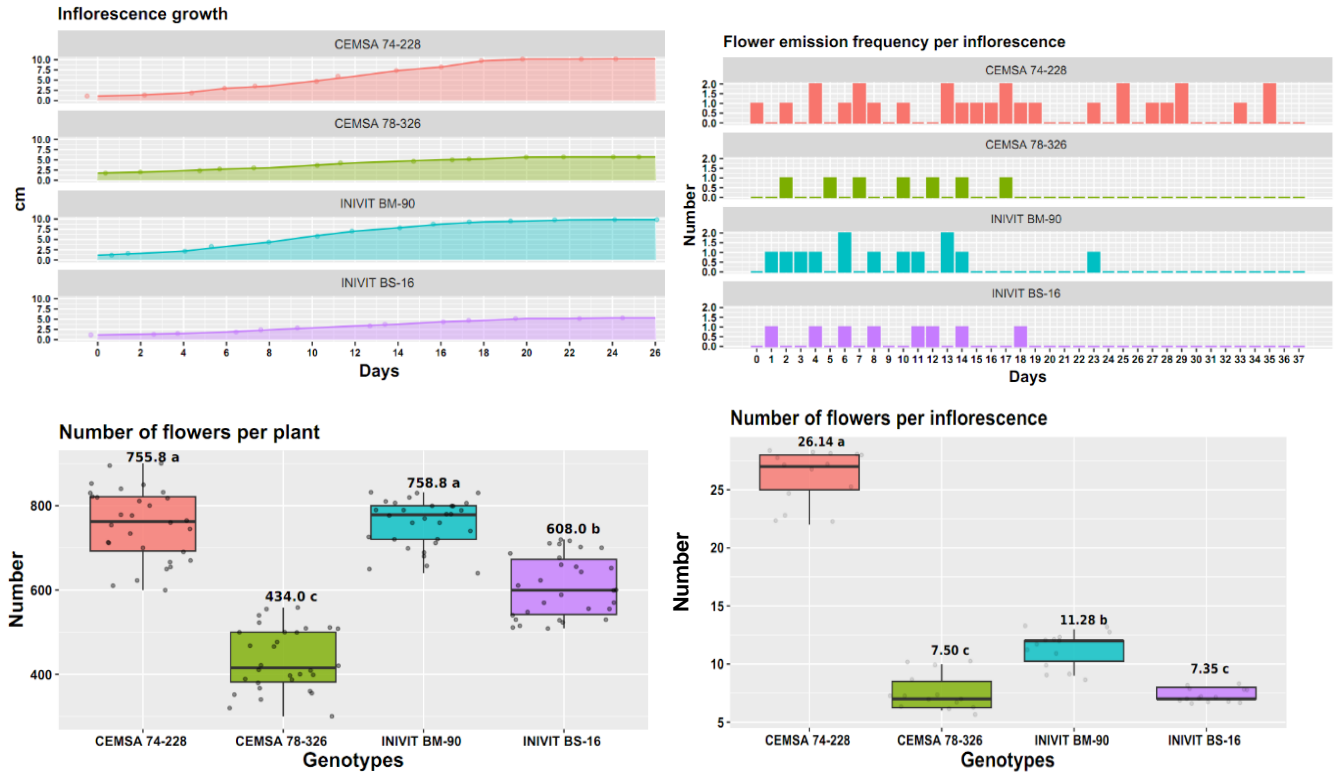 Inflorescence growth
CEMSA 74-228
10.0
7.5
5.0
2.5
0.0
CEMSA 78-326
10.0
7.5
5.0
2.5
0.0
cm
INIVIT BM-90
10.0
7.5
5.0
2.5
0.0
INIVIT BS-16
10.0
7.5
5.0
2.5
0.0
0 2 4 6 8 10 12 14 16 18 20 22 24 26
Days
Flower emission frequency per inflorescence
CEMSA 74-228
2.0
1.5
1.0
0.5
0.0
CEMSA 78-326
2.0
1.5
1.0
0.5
0.0
Number
INIVIT BM-90
2.0
1.5
1.0
0.5
0.0
INIVIT BS-16
2.0
1.5
1.0
0.5
0.0
0 1 2 3 4 5 6 7 8 9 10 11 12 13 14 15 16 17 18 19 20 21 22 23 24 25 26 27 28 29 30 31 32 33 34 35 36 37
Days
Number of flowers per plant
755.8 a
758.8 a
608.0 b
434.0 c
800
600
400
Number
CEMSA 74-228 CEMSA 78-326 INIVIT BM-90 INIVIT BS-16
Genotypes
Number of flowers per inflorescence
26.14 a
11.28 b
7.50 c
7.35 c
25
20
15
10
5
Number
CEMSA 74-228 CEMSA 78-326 INIVIT BM-90 INIVIT BS-16
Genotypes